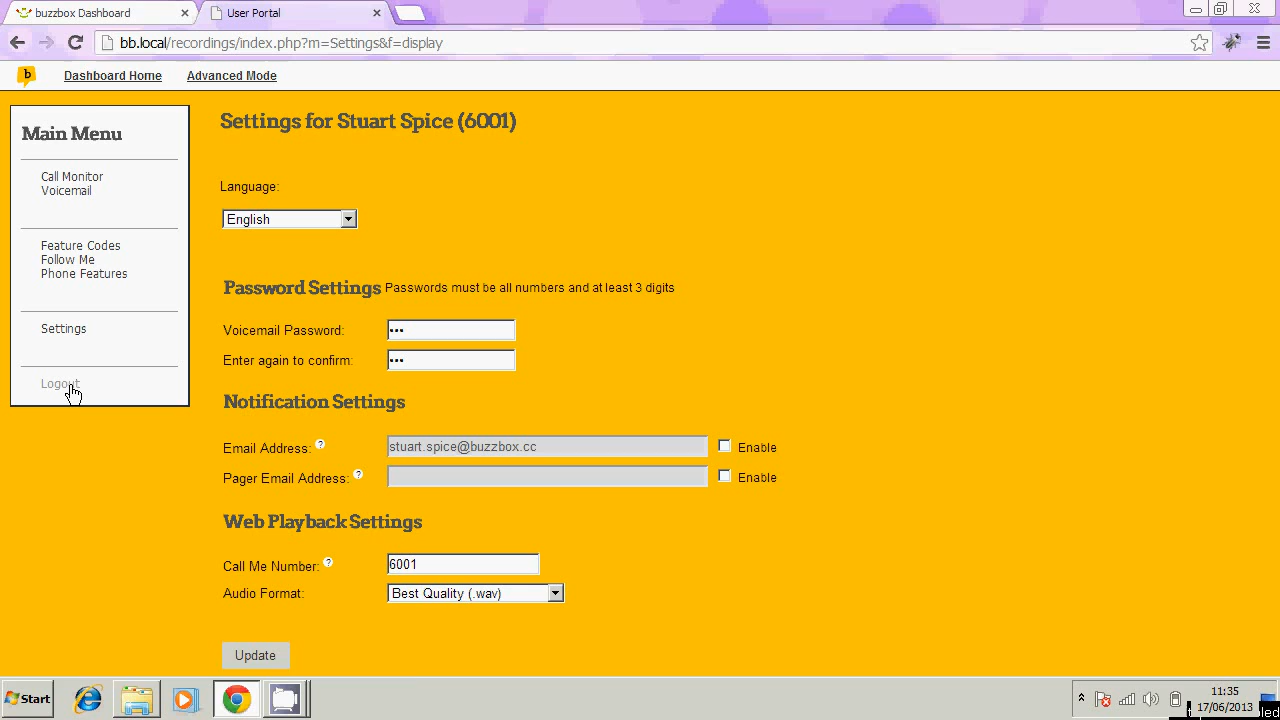 buzzbox Dashboard
User Portal
bb.local/recordings/index.php?m=Settings&f=display
b
Dashboard Home
Advanced Mode
Main Menu
Call Monitor
Voicemail
Feature Codes
Follow Me
Phone Features
Settings
Logout
Settings for Stuart Spice (6001)
Language:
English
Password Settings Passwords must be all numbers and at least 3 digits
Voicemail Password: •••
Enter again to confirm: •••
Notification Settings
Email Address: ? stuart.spice@buzzbox.cc Enable
Pager Email Address: ? Enable
Web Playback Settings
Call Me Number: ? 6001
Audio Format: Best Quality (.wav)
Update
Start
11:35
17/06/2013